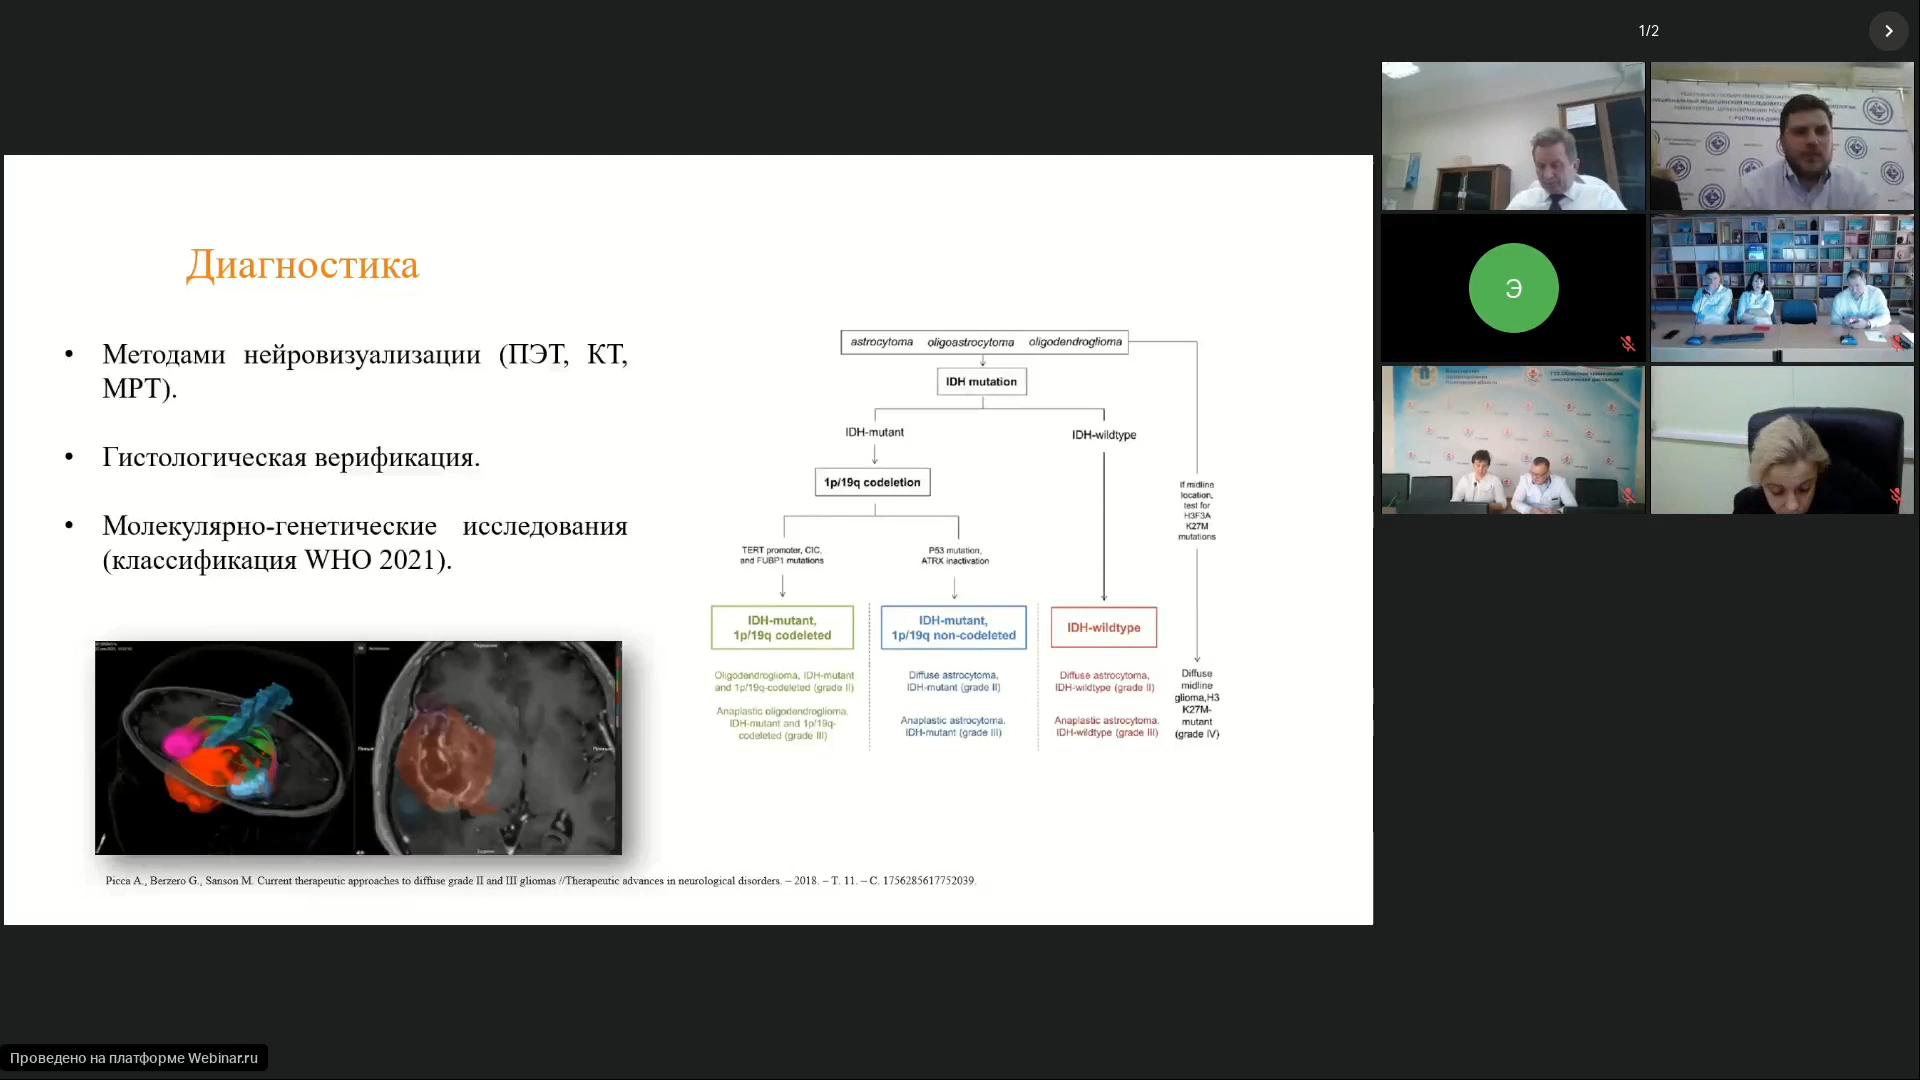 1/2
Диагностика
• Методами нейровизуализации (ПЭТ, КТ,
МРТ).
• Гистологическая верификация.
• Молекулярно-генетические исследования
(классификация WHO 2021).
astrocytoma oligoastrocytoma oligodendroglioma
IDH mutation
IDH-mutant
IDH-wildtype
1p/19q codeletion
If midline
location,
test for
H3F3A
K27M
mutations
TERT promoter, CIC,
and FUBP1 mutations
P53 mutation,
ATRX inactivation
IDH-mutant,
1p/19q codeleted
IDH-mutant,
1p/19q non-codeleted
IDH-wildtype
Oligodendroglioma, IDH-mutant
and 1p/19q-codeleted (grade II)
Anaplastic oligodendroglioma,
IDH-mutant and 1p/19q-
codeleted (grade III)
Diffuse astrocytoma,
IDH-mutant (grade II)
Anaplastic astrocytoma,
IDH-mutant (grade III)
Diffuse astrocytoma,
IDH-wildtype (grade II)
Anaplastic astrocytoma,
IDH-wildtype (grade III)
Diffuse
midline
glioma,H3
K27M-
mutant
(grade IV)
Picca A., Berzero G., Sanson M. Current therapeutic approaches to diffuse grade II and III gliomas //Therapeutic advances in neurological disorders. – 2018. – Т. 11. – С. 1756285617752039.
Э
Проведено на платформе Webinar.ru